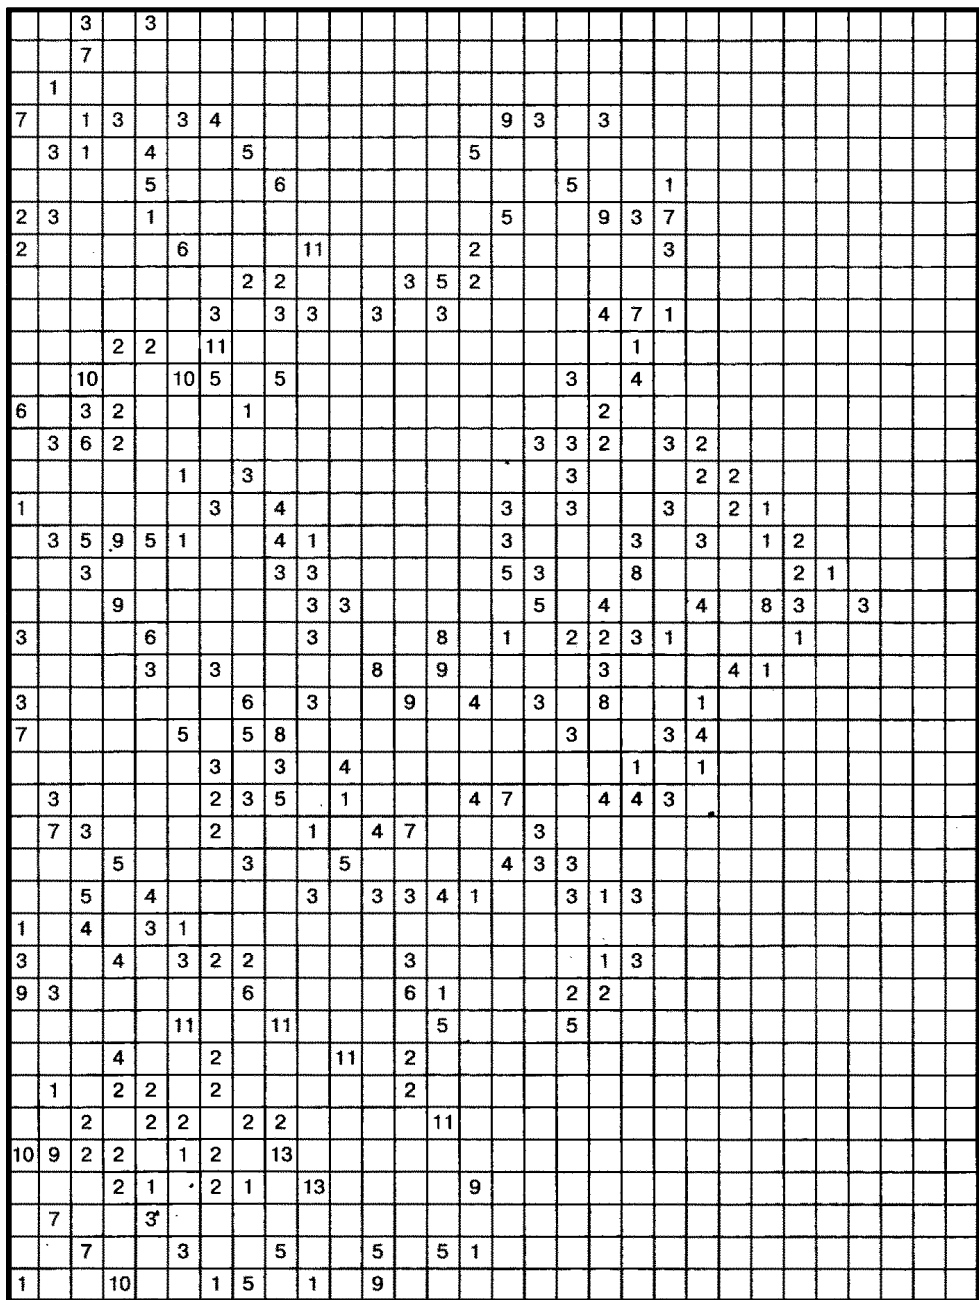 3 3
7
1
7 1 3 3 4 9 3 3
3 1 4 5 5
5 6 5 1
2 3 1 5 9 3 7
2 6 11 2 3
2 2 3 5 2
3 3 3 3 3 4 7 1
2 2 11 1
10 10 5 5 3 4
6 3 2 1 2
3 6 2 3 3 2 3 2
1 3 3 2 2
1 3 4 3 3 3 2 1
3 5 9 5 1 4 1 3 3 3 1 2
3 3 3 5 3 8 2 1
9 3 3 5 4 4 8 3 3
3 6 3 8 1 2 2 3 1 1
3 3 8 9 3 4 1
3 6 3 9 4 3 8 1
7 5 5 8 3 3 4
3 3 4 1 1
3 2 3 5 1 4 7 4 4 3
7 3 2 1 4 7 3
5 3 5 4 3 3
5 4 3 3 3 4 1 3 1 3
1 4 3 1
3 4 3 2 2 3 1 3
9 3 6 6 1 2 2
11 11 5 5
4 2 11 2
1 2 2 2 2
2 2 2 2 2 11
10 9 2 2 1 2 13
2 1 2 1 13 9
7 3
7 3 5 5 5 1
1 10 1 5 1 9